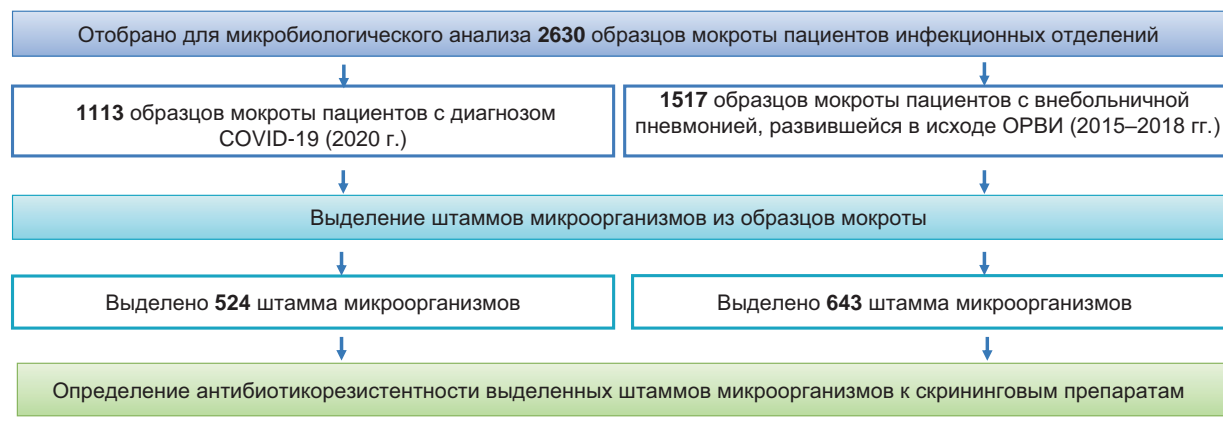 Отобрано для микробиологического анализа 2630 образцов мокроты пациентов инфекционных отделений
1113 образцов мокроты пациентов с диагнозом
COVID-19 (2020 г.)
1517 образцов мокроты пациентов с внебольничной
пневмонией, развившейся в исходе ОРВИ (2015–2018 гг.)
Выделение штаммов микроорганизмов из образцов мокроты
Выделено 524 штамма микроорганизмов
Выделено 643 штамма микроорганизмов
Определение антибиотикорезистентности выделенных штаммов микроорганизмов к скрининговым препаратам